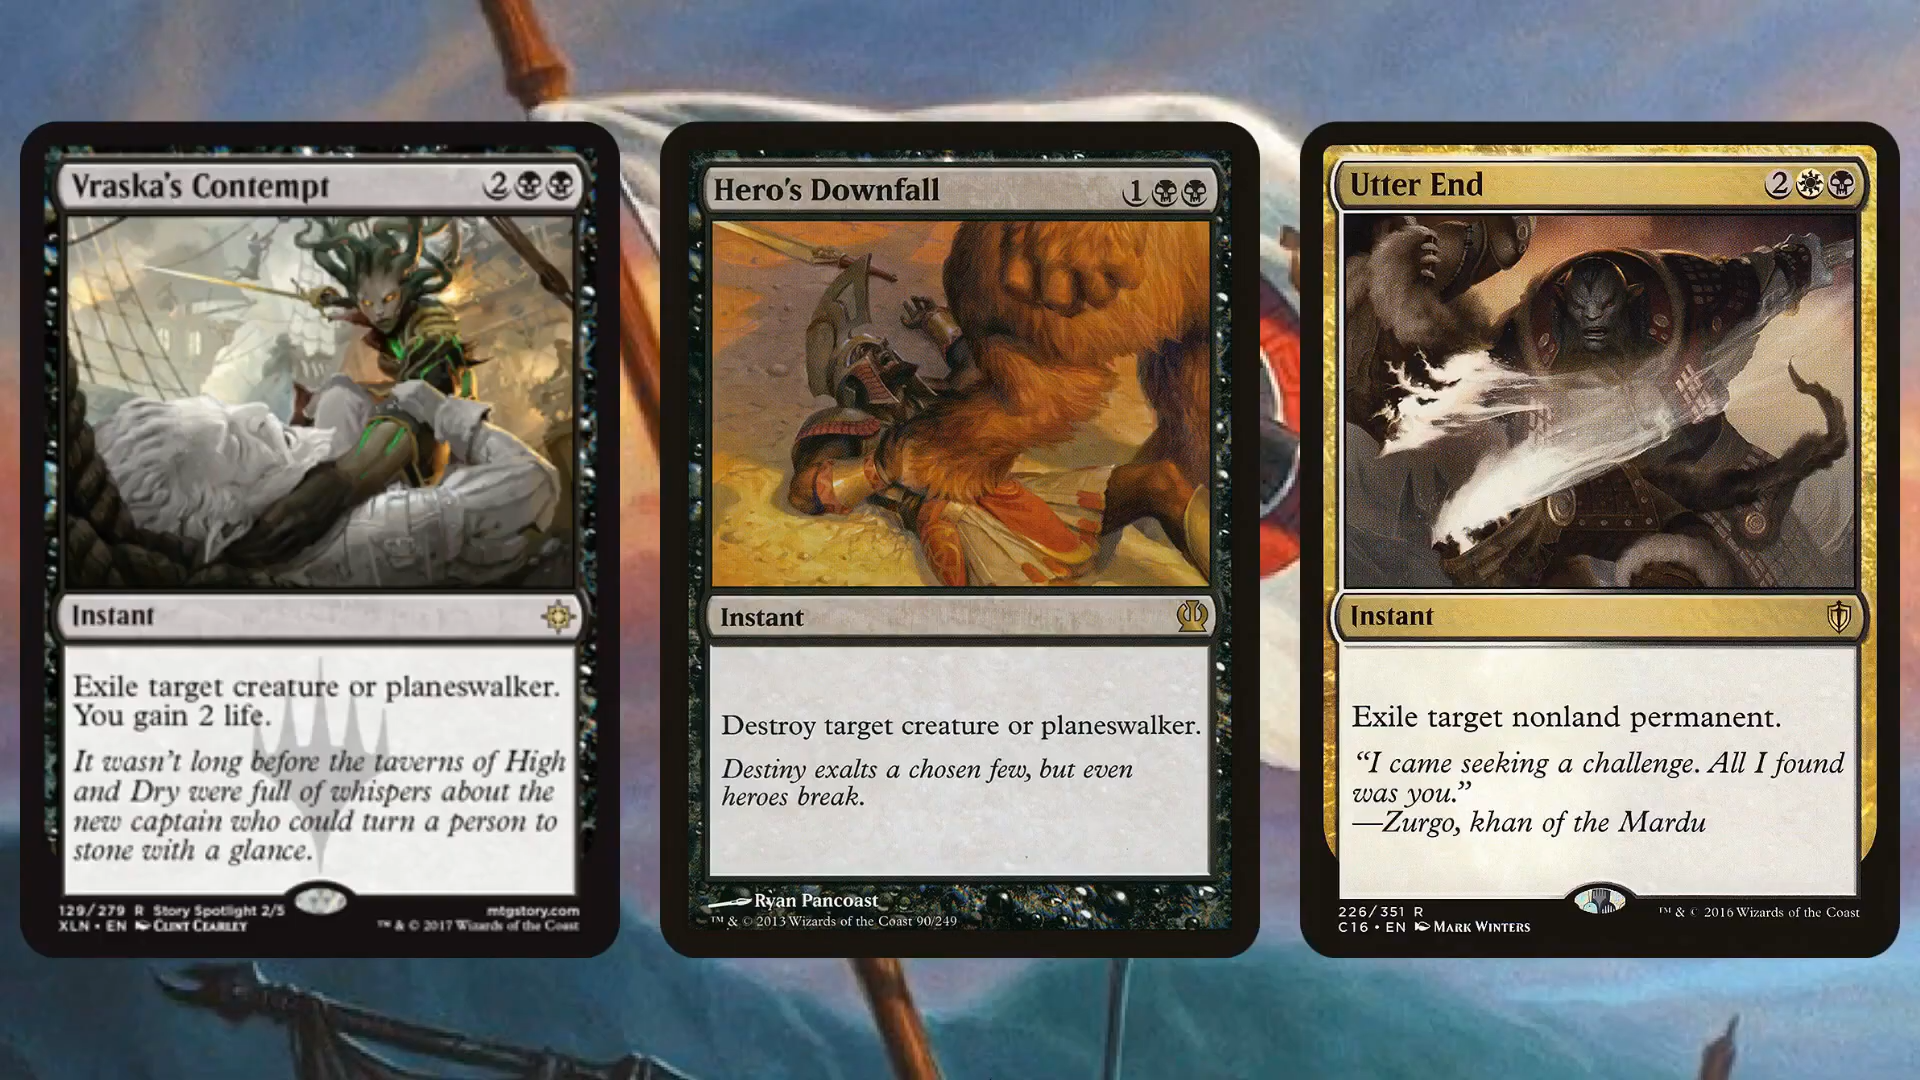 Vraska's Contempt 2
Instant
Exile target creature or planeswalker.
You gain 2 life.
It wasn't long before the taverns of High
and Dry were full of whispers about the
new captain who could turn a person to
stone with a glance.
129/279 R Story Spotlight 2/5 mtgstory.com
XLN • EN Clint Cearley ™ & © 2017 Wizards of the Coast
Hero's Downfall 1
Instant
Destroy target creature or planeswalker.
Destiny exalts a chosen few, but even
heroes break.
Ryan Pancoast
™ & © 2013 Wizards of the Coast 90/249
Utter End 2
Instant
Exile target nonland permanent.
“I came seeking a challenge. All I found
was you.”
—Zurgo, khan of the Mardu
226/351 R ™ & © 2016 Wizards of the Coast
C16 • EN Mark Winters